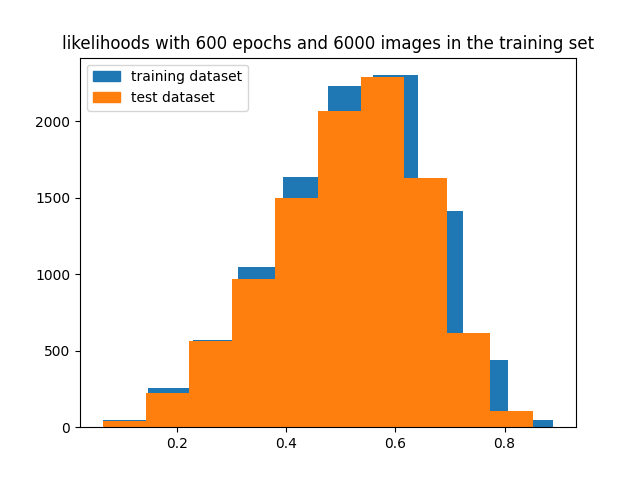 likelihoods with 600 epochs and 6000 images in the training set
training dataset
test dataset
2000
1500
1000
500
0
0.2 0.4 0.6 0.8